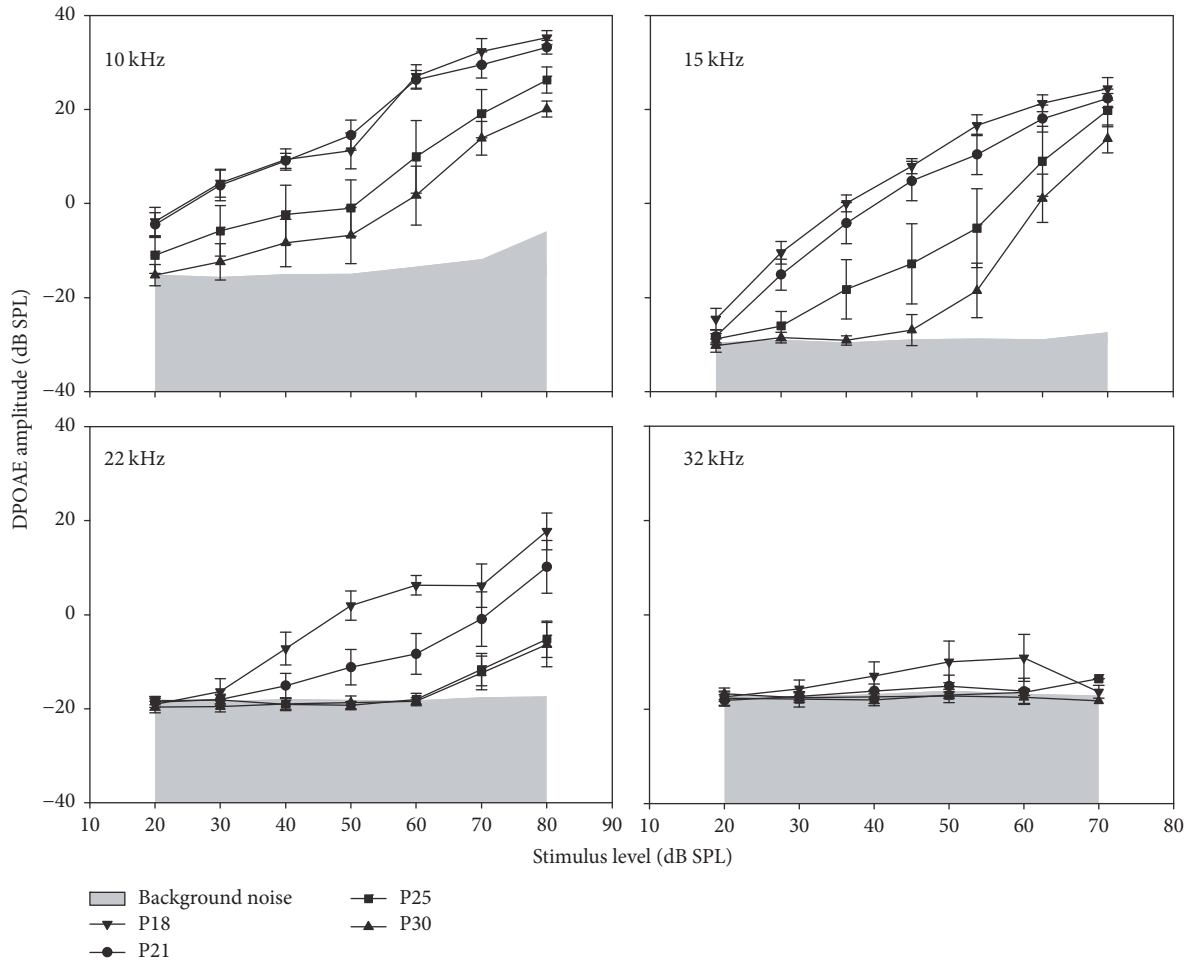 40
20
0
−20
−40
10 kHz
15 kHz
40
20
0
−20
−40
22 kHz
32 kHz
DPOAE amplitude (dB SPL)
10 20 30 40 50 60 70 80 90
10 20 30 40 50 60 70 80
Stimulus level (dB SPL)
Background noise
P18
P21
P25
P30